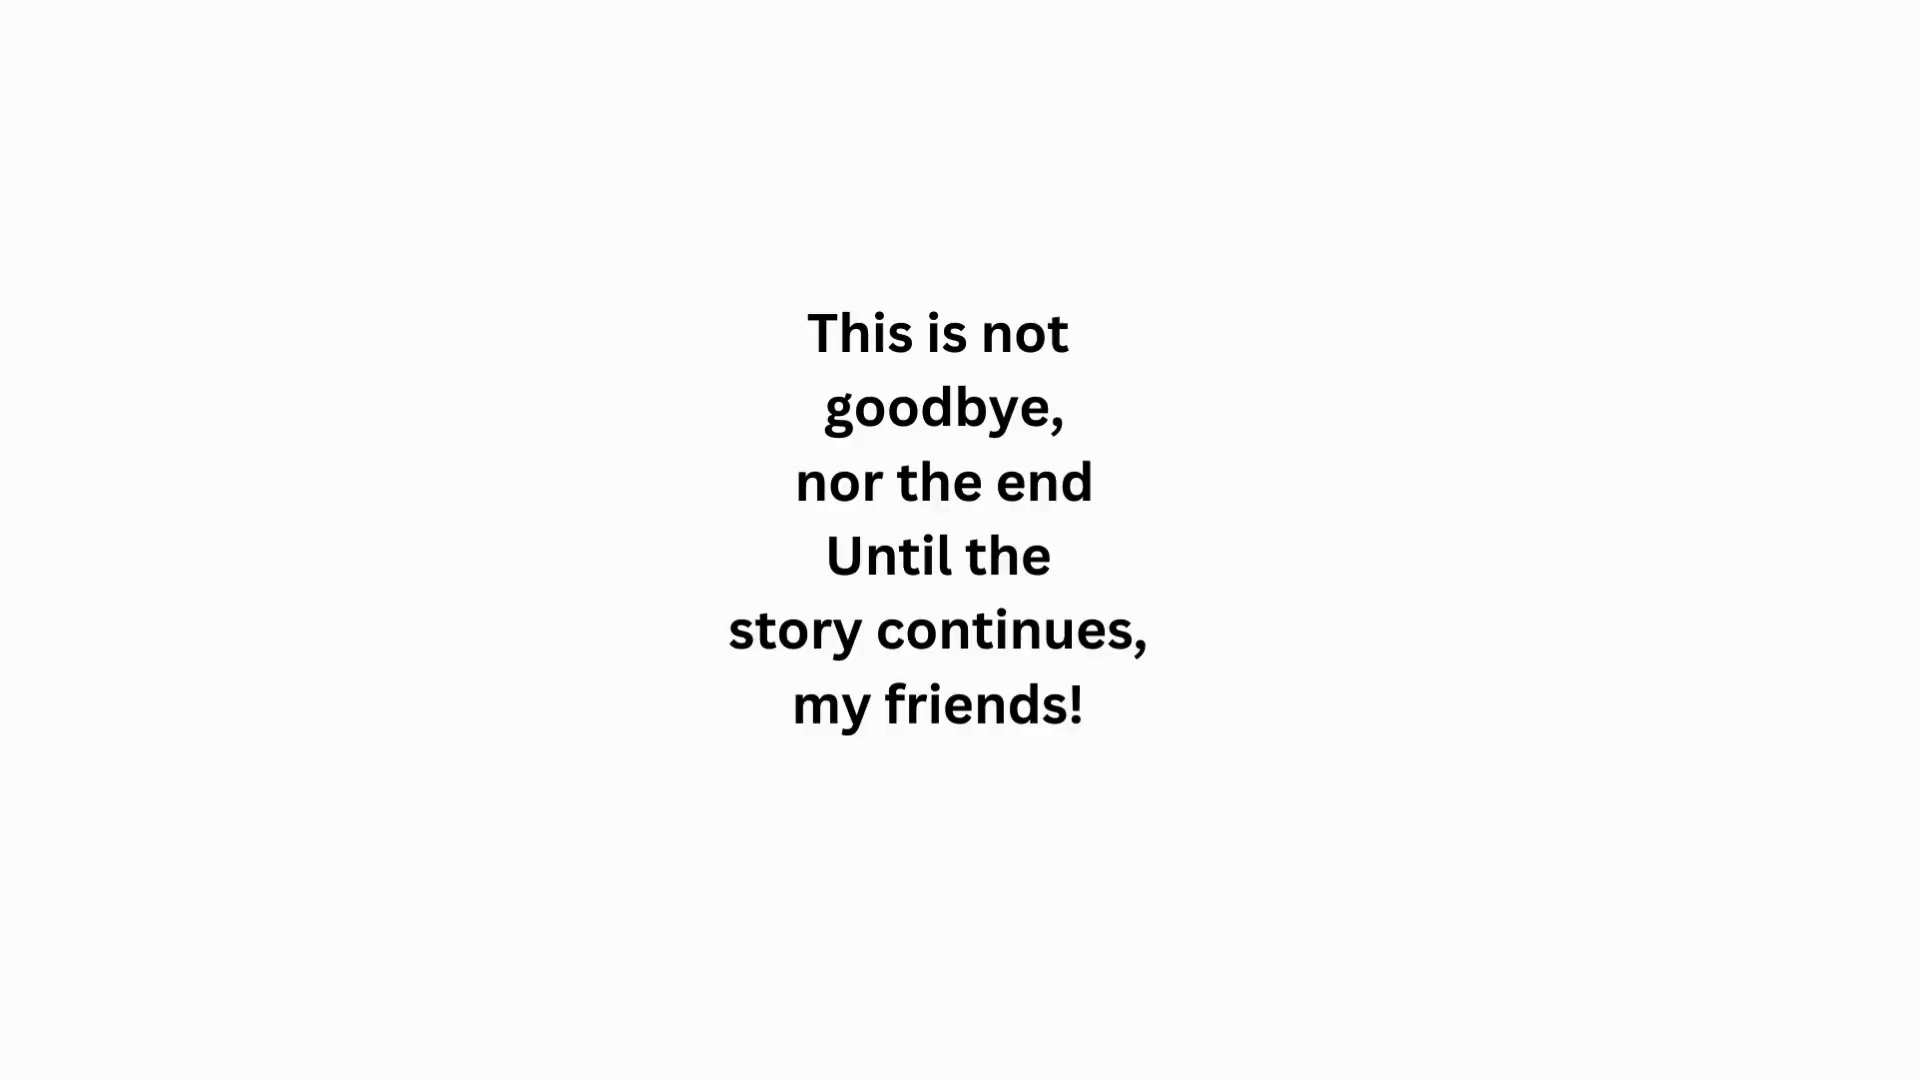 This is not
goodbye,
nor the end
Until the
story continues,
my friends!